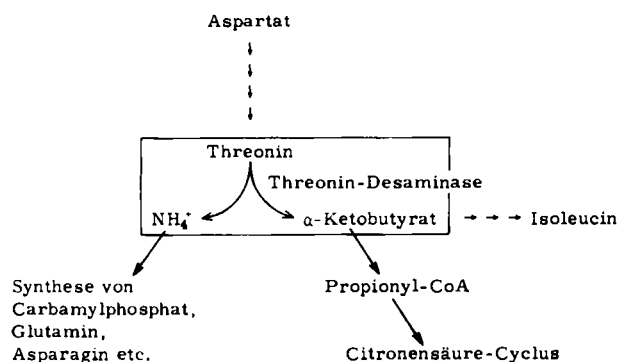 Aspartat
Threonin
Threonin-Desaminase
NH₄⁺
α-Ketobutyrat
Isoleucin
Synthese von
Carbamylphosphat,
Glutamin,
Asparagin etc.
Propionyl-CoA
Citronensäure-Cyclus